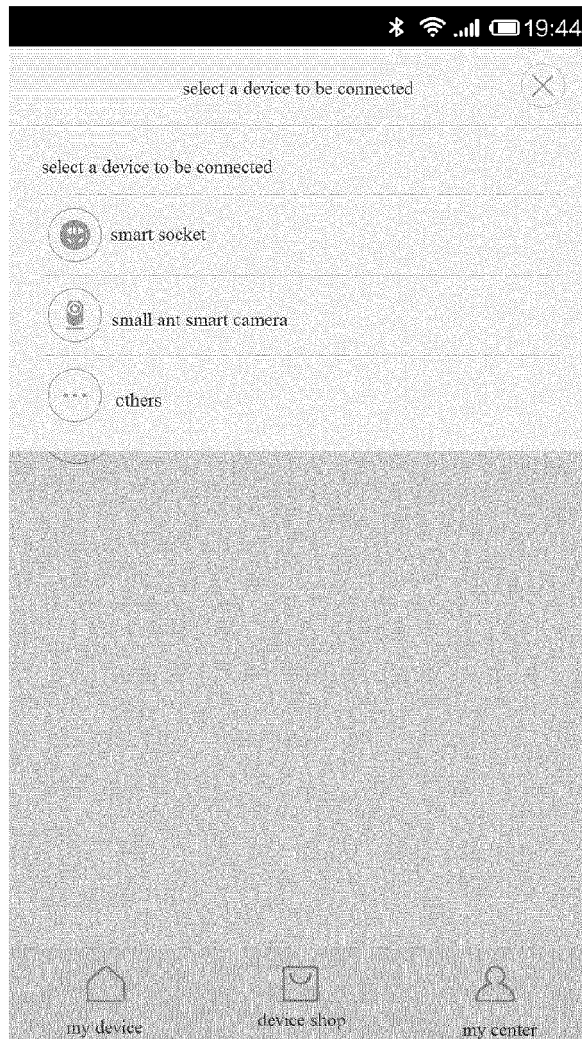 19:44
select a device to be connected
select a device to be connected
smart socket
small ant smart camera
others
my device
device shop
my center